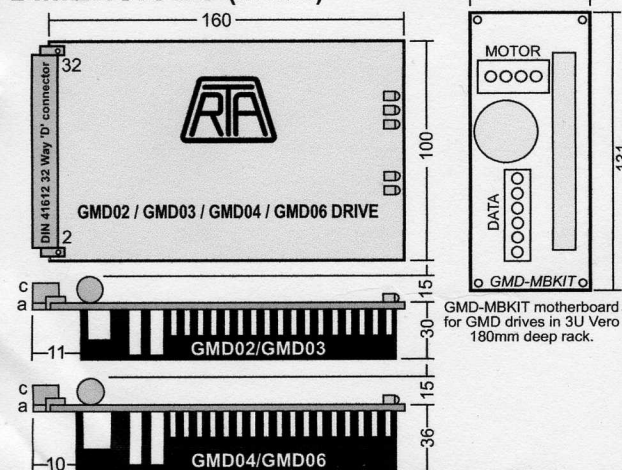 160
32
DIN 41612 32 Way 'D' connector
RTA
100
GMD02 / GMD03 / GMD04 / GMD06 DRIVE
2
MOTOR
DATA
GMD-MBKIT
GMD-MBKIT motherboard
for GMD drives in 3U Vero
180mm deep rack.
c
a
15
11
30
GMD02/GMD03
c
a
15
10
36
GMD04/GMD06